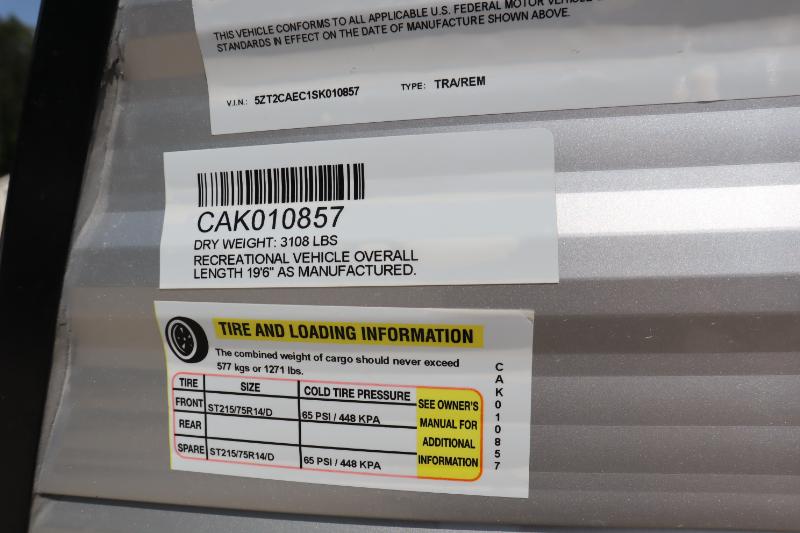 THIS VEHICLE CONFORMS TO ALL APPLICABLE U.S. FEDERAL MOTOR VEHICLE
STANDARDS IN EFFECT ON THE DATE OF MANUFACTURE SHOWN ABOVE.
V.I.N.: 5ZT2CAEC1SK010857 TYPE: TRA/REM
CAK010857
DRY WEIGHT: 3108 LBS
RECREATIONAL VEHICLE OVERALL
LENGTH 19'6" AS MANUFACTURED.
TIRE AND LOADING INFORMATION
The combined weight of cargo should never exceed
577 kgs or 1271 lbs.
TIRE SIZE COLD TIRE PRESSURE
FRONT ST215/75R14/D 65 PSI / 448 KPA
REAR
SPARE ST215/75R14/D 65 PSI / 448 KPA
SEE OWNER'S
MANUAL FOR
ADDITIONAL
INFORMATION
CAK010857